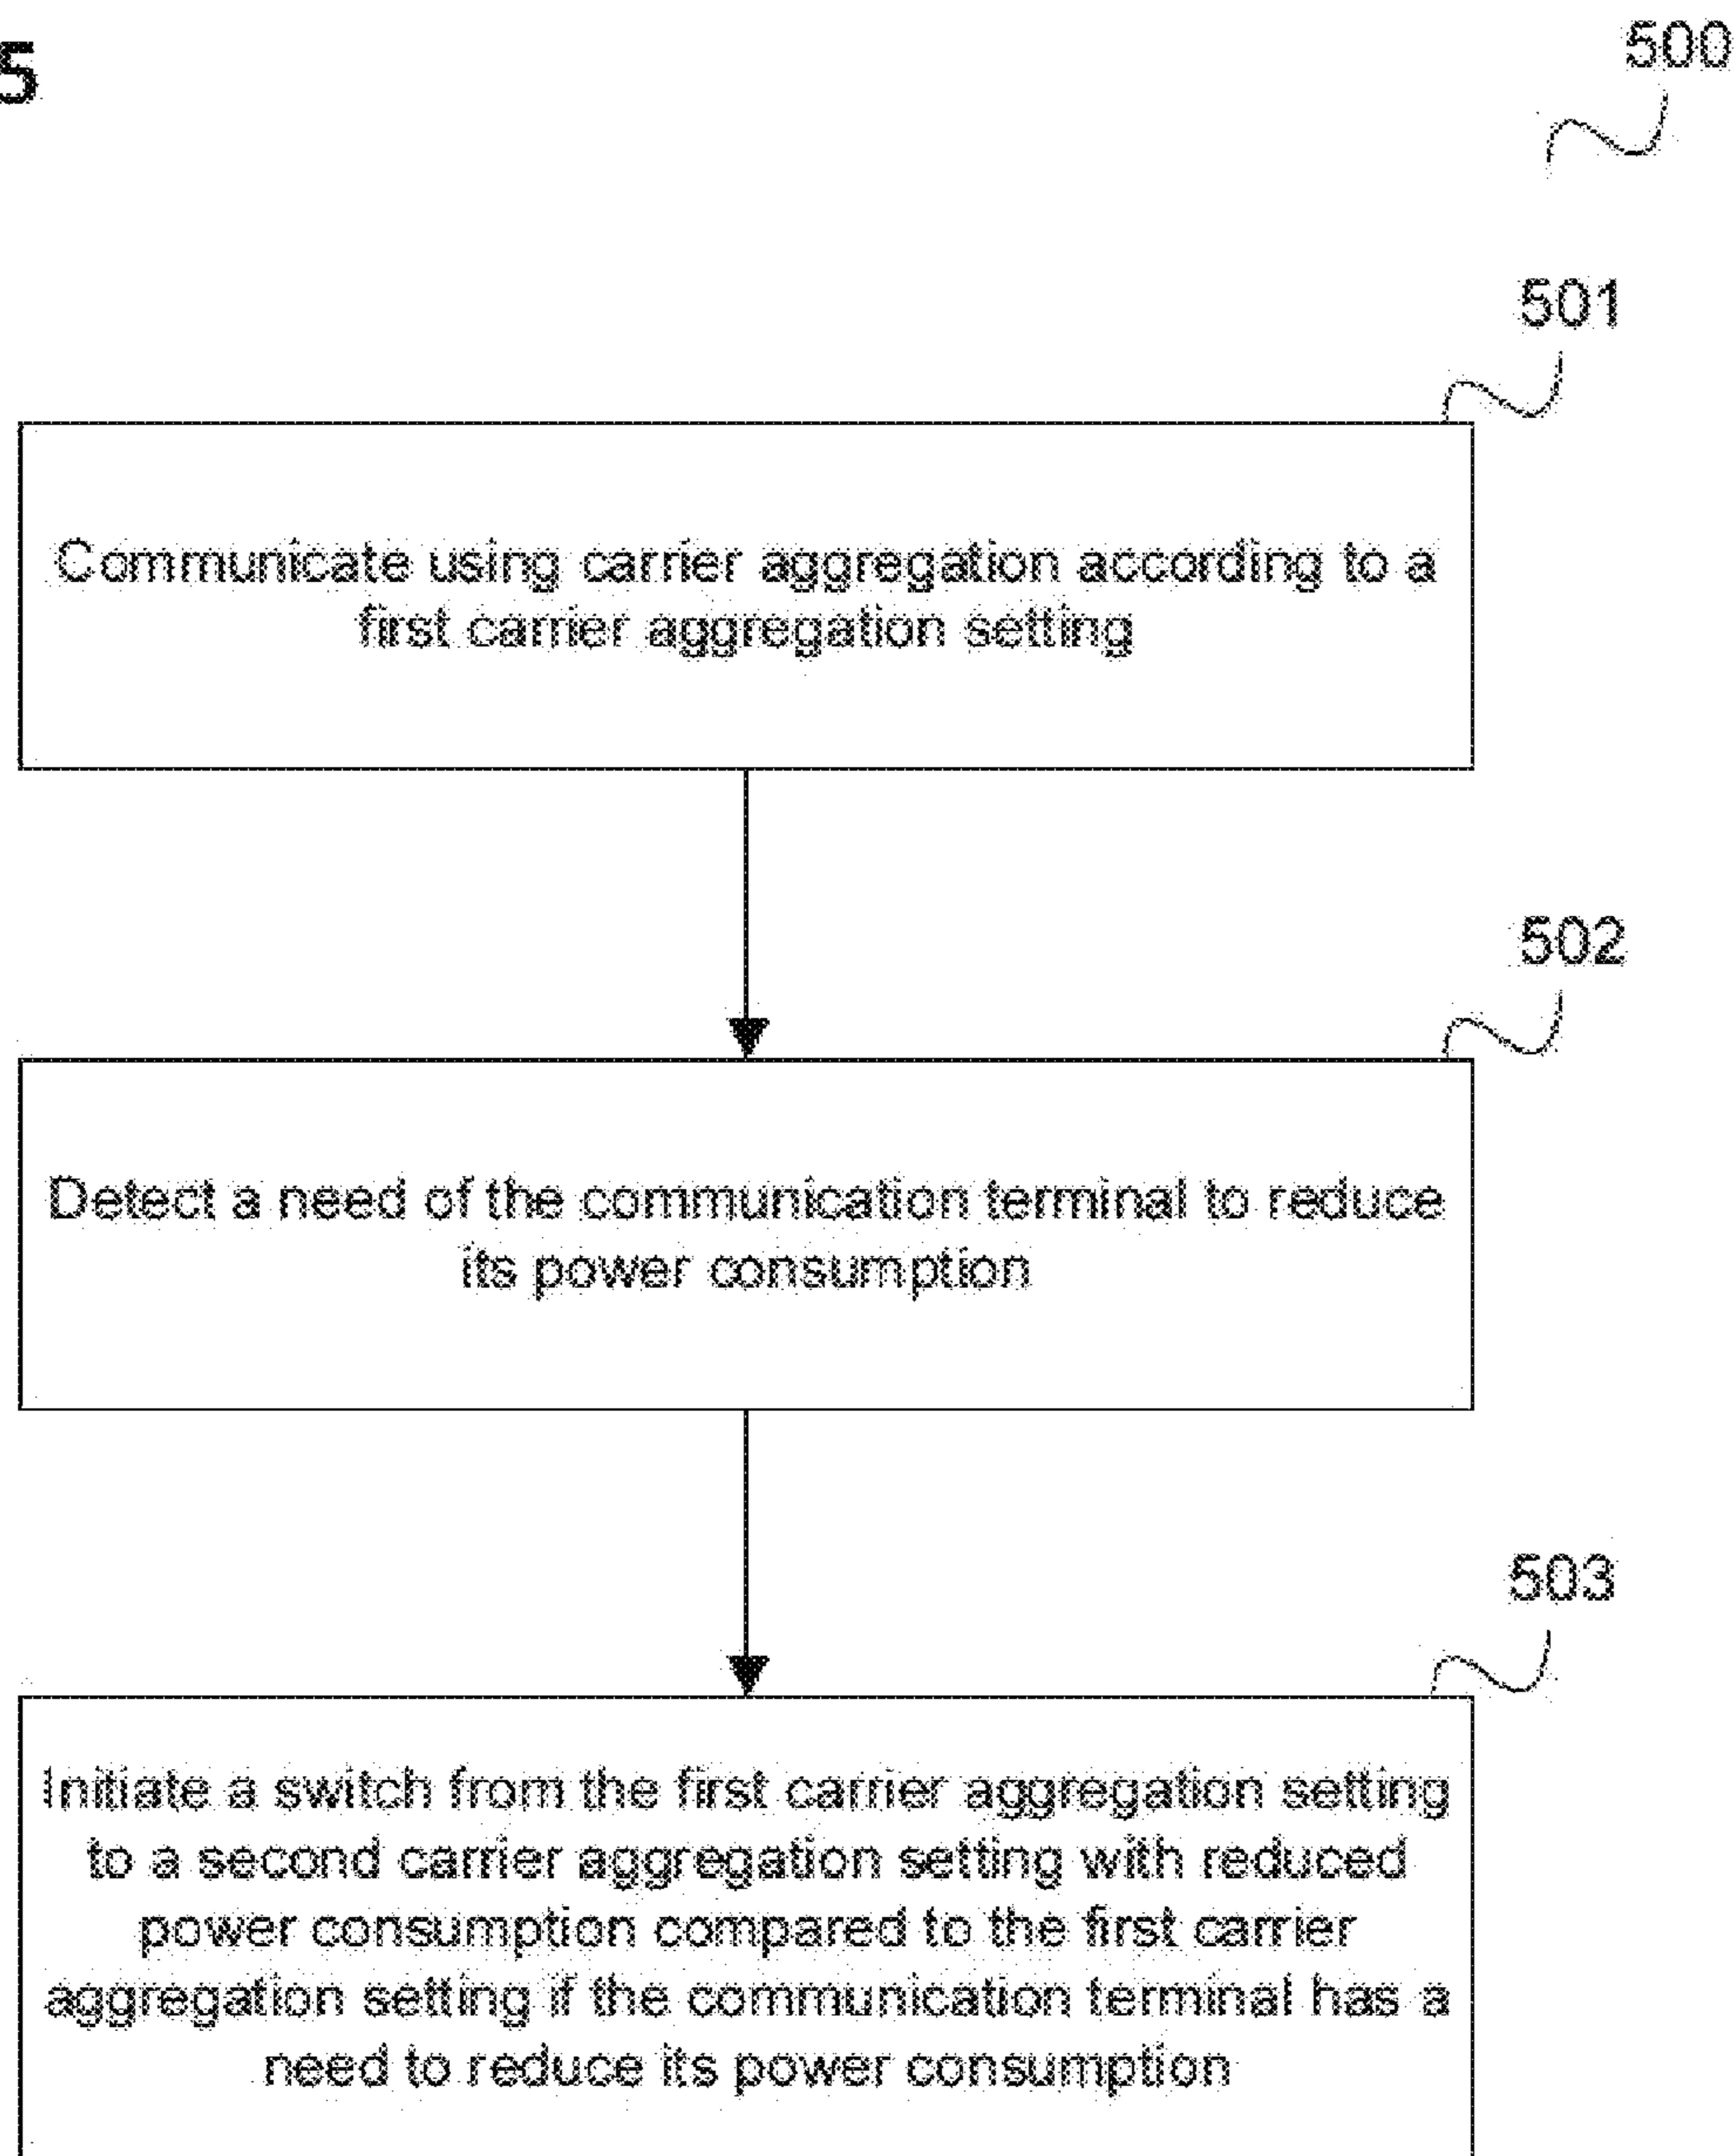 5
500
501
Communicate using carrier aggregation according to a
first carrier aggregation setting
502
Detect a need of the communication terminal to reduce
its power consumption
503
Initiate a switch from the first carrier aggregation setting
to a second carrier aggregation setting with reduced
power consumption compared to the first carrier
aggregation setting if the communication terminal has a
need to reduce its power consumption